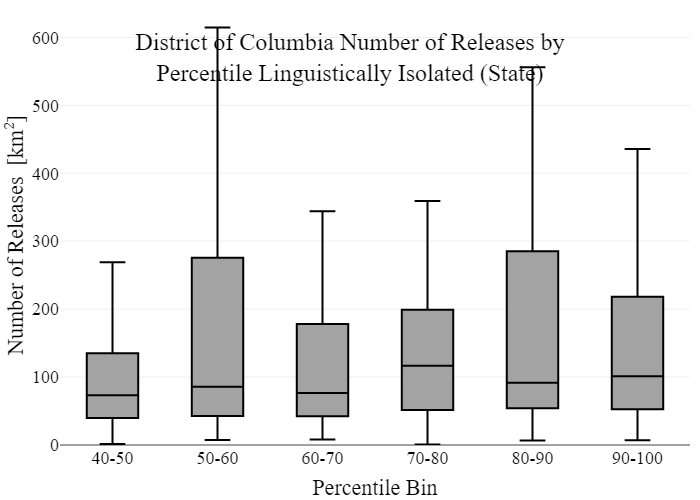 District of Columbia Number of Releases by
Percentile Linguistically Isolated (State)
Number of Releases [km²]
600
500
400
300
200
100
0
40-50 50-60 60-70 70-80 80-90 90-100
Percentile Bin